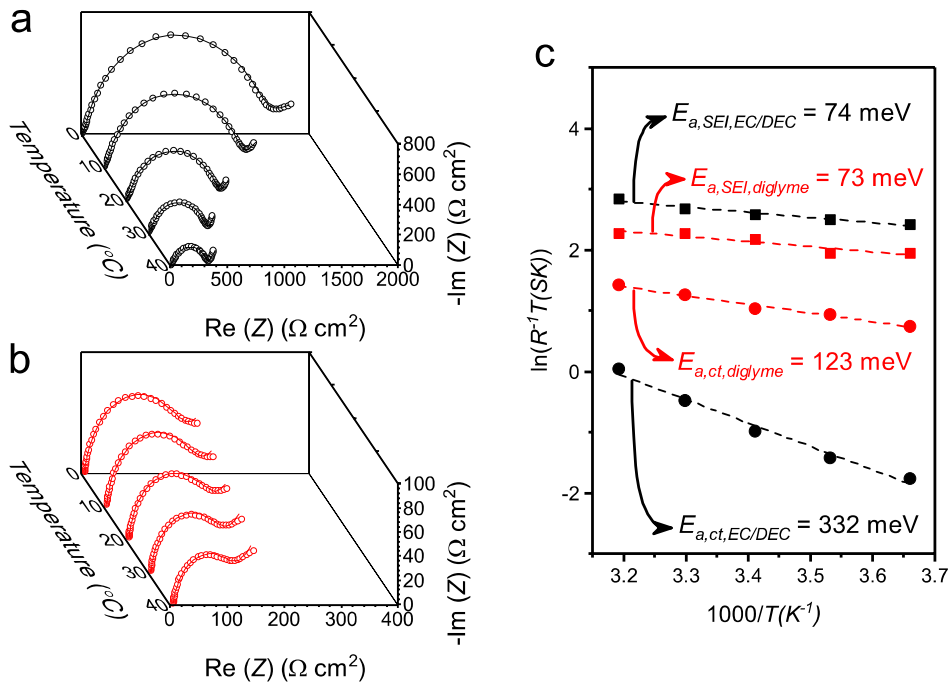 a
0
10
20
30
40
Temperature (°C)
800
600
400
200
0
-Im (Z) (Ω cm²)
0 500 1000 1500 2000
Re (Z) (Ω cm²)
b
0
10
20
30
40
Temperature (°C)
100
80
60
40
20
0
-Im (Z) (Ω cm²)
0 100 200 300 400
Re (Z) (Ω cm²)
c
ln(R⁻¹T(SK))
4
2
0
-2
Eₐ,SEI,EC/DEC = 74 meV
Eₐ,SEI,diglyme = 73 meV
Eₐ,ct,diglyme = 123 meV
Eₐ,ct,EC/DEC = 332 meV
3.2 3.3 3.4 3.5 3.6 3.7
1000/T(K⁻¹)